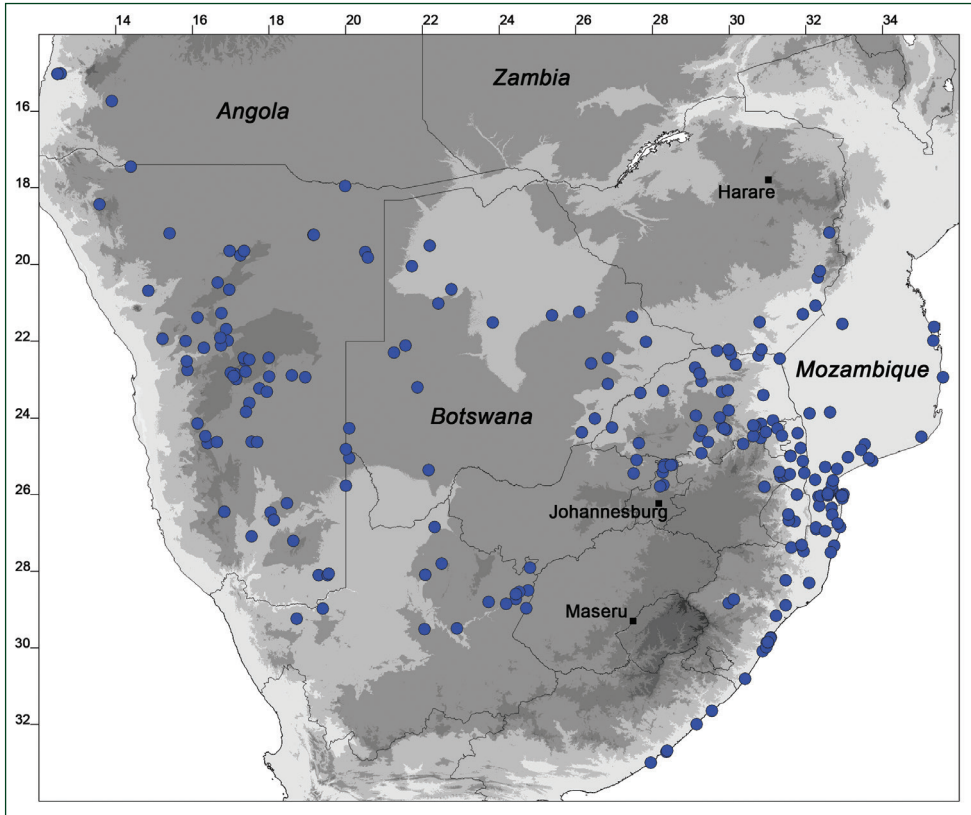 14 16 18 20 22 24 26 28 30 32 34
Zambia
16
Angola
18
Harare
20
22
Mozambique
24
Botswana
26
Johannesburg
28
Maseru
30
32